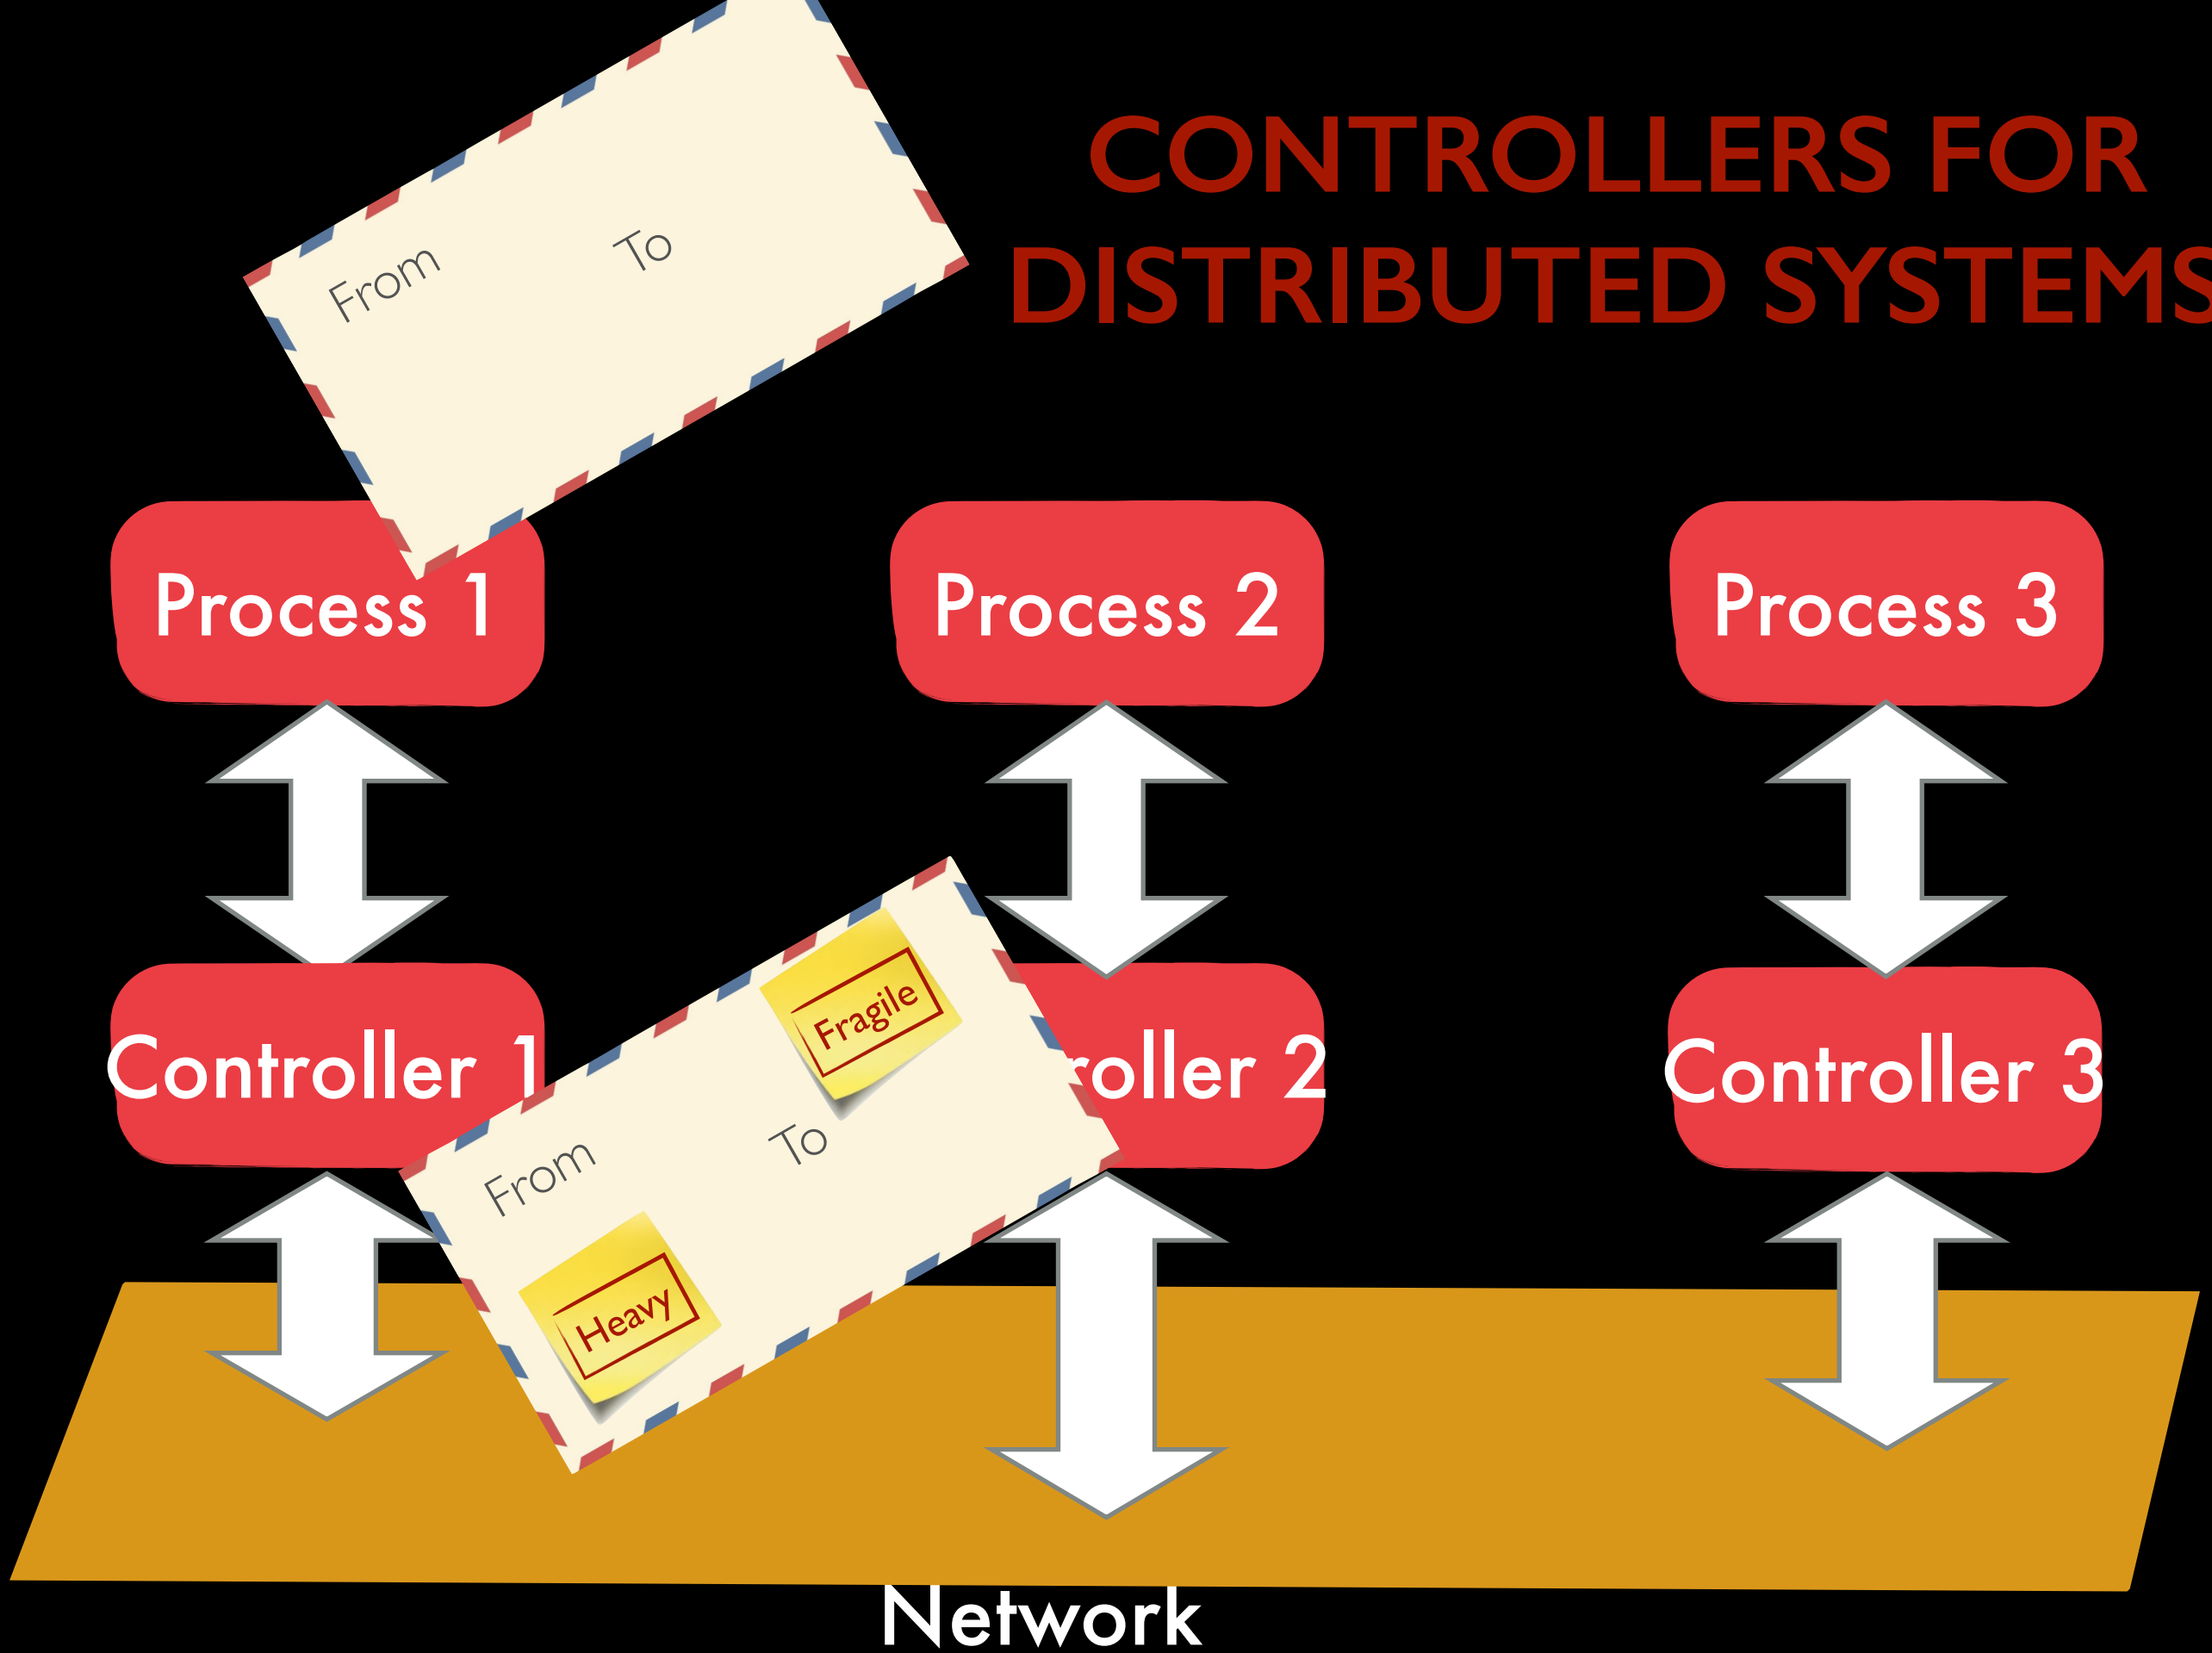 CONTROLLERS FOR
DISTRIBUTED SYSTEMS
From
To
Process 1
Process 2
Process 3
Fragile
Controller 1
ller 2
Controller 3
From
To
Heavy
Network